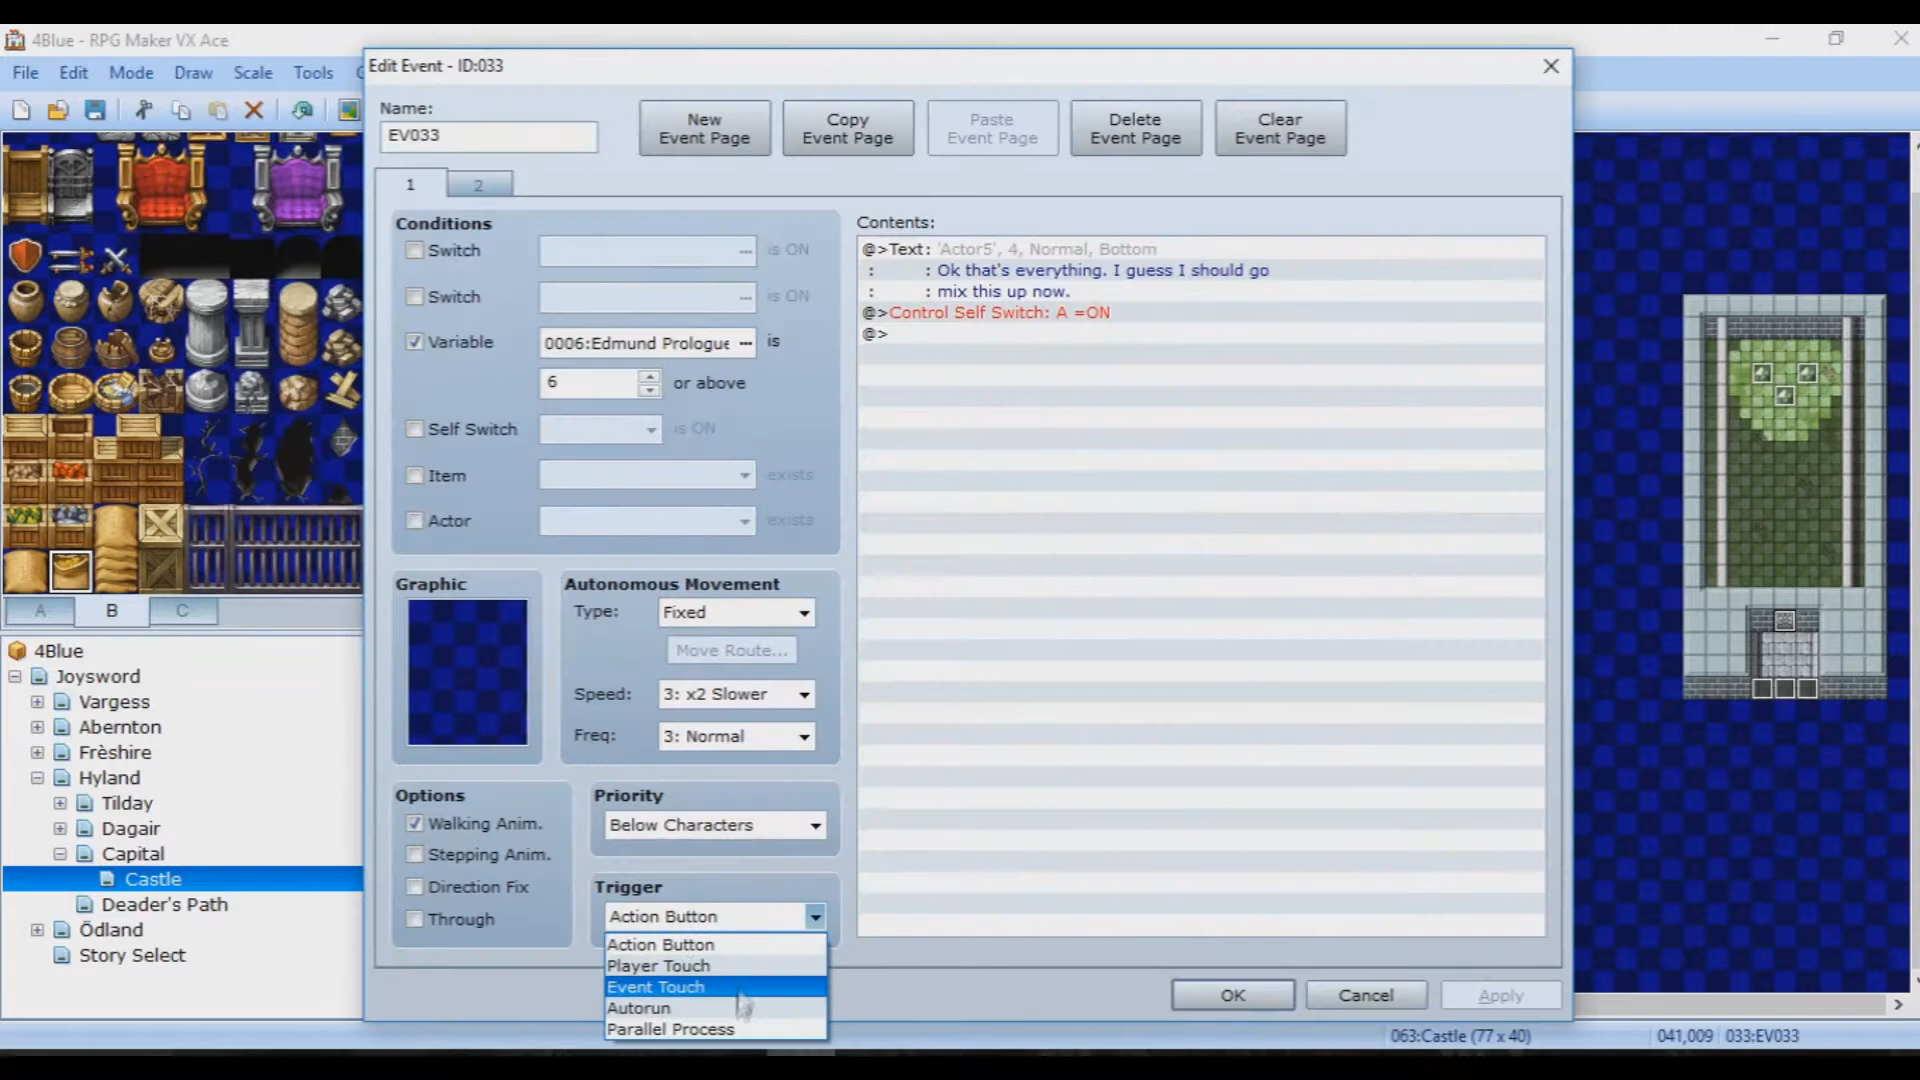 4Blue - RPG Maker VX Ace
File Edit Mode Draw Scale Tools
Edit Event - ID:033
Name:
EV033
New Event Page
Copy Event Page
Paste Event Page
Delete Event Page
Clear Event Page
1 2
Conditions
Switch ... is ON
Switch ... is ON
Variable 0006:Edmund Prologue ... is
6 or above
Self Switch is ON
Item exists
Actor exists
Contents:
@>Text: 'Actor5', 4, Normal, Bottom
: : Ok that's everything. I guess I should go
: : mix this up now.
@>Control Self Switch: A =ON
@>
Graphic
Autonomous Movement
Type: Fixed
Move Route...
Speed: 3: x2 Slower
Freq: 3: Normal
Options
Walking Anim.
Stepping Anim.
Direction Fix
Through
Priority
Below Characters
Trigger
Action Button
Action Button
Player Touch
Event Touch
Autorun
Parallel Process
OK Cancel Apply
A B C
4Blue
Joysword
Vargess
Abernton
Frèshire
Hyland
Tilday
Dagair
Capital
Castle
Deader's Path
Ödland
Story Select
063:Castle (77 x 40) 041,009 033:EV033